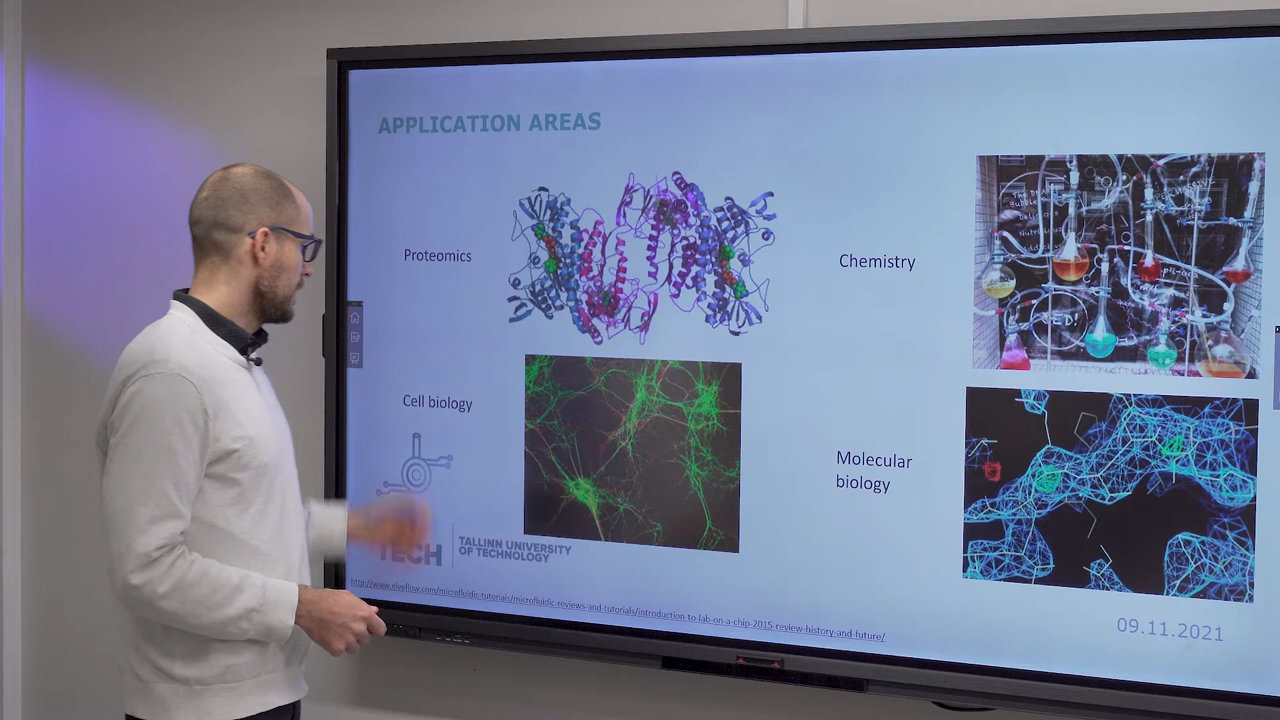 APPLICATION AREAS
Proteomics
Chemistry
Cell biology
Molecular
biology
TECH
TALLINN UNIVERSITY
OF TECHNOLOGY
http://www.elveflow.com/microfluidic-tutorials/microfluidic-reviews-and-tutorials/introduction-to-lab-on-a-chip-2015-review-history-and-future/
09.11.2021